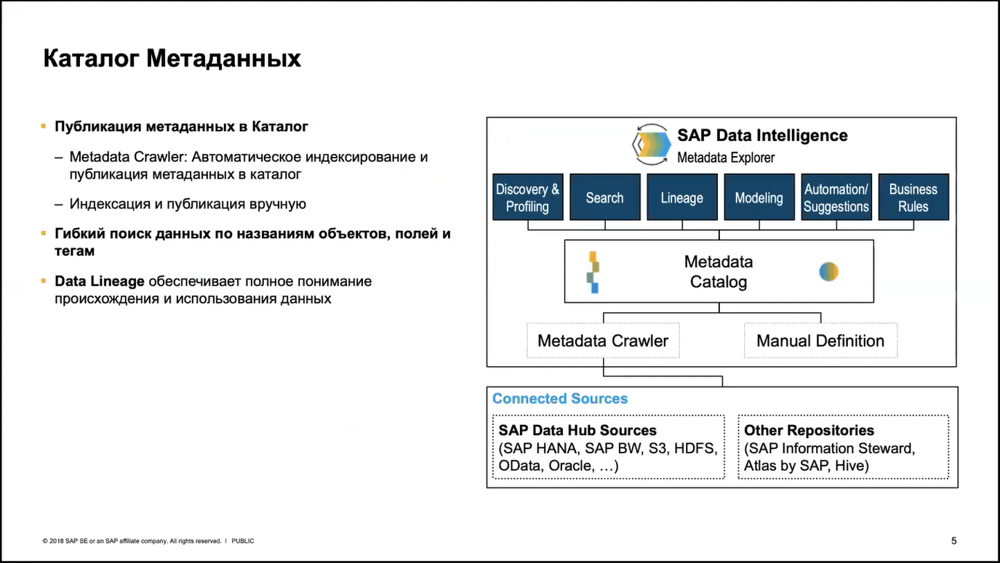 Каталог Метаданных
Публикация метаданных в Каталог
– Metadata Crawler: Автоматическое индексирование и
публикация метаданных в каталог
– Индексация и публикация вручную
Гибкий поиск данных по названиям объектов, полей и
тегам
Data Lineage обеспечивает полное понимание
происхождения и использования данных
SAP Data Intelligence
Metadata Explorer
Discovery &
Profiling
Search
Lineage
Modeling
Automation/
Suggestions
Business
Rules
Metadata
Catalog
Metadata Crawler
Manual Definition
Connected Sources
SAP Data Hub Sources
(SAP HANA, SAP BW, S3, HDFS,
OData, Oracle, …)
Other Repositories
(SAP Information Steward,
Atlas by SAP, Hive)
© 2018 SAP SE or an SAP affiliate company. All rights reserved. I PUBLIC
5